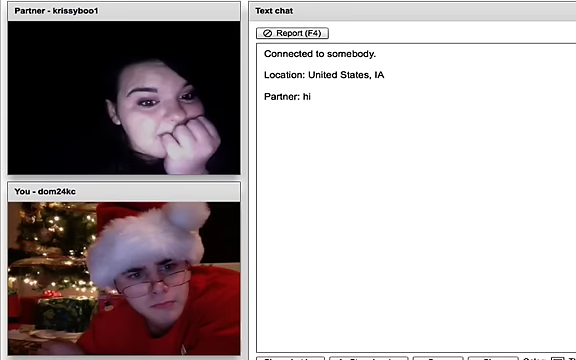 Partner - krissyboo1
Text chat
Report (F4)
Connected to somebody.
Location: United States, IA
Partner: hi
You - dom24kc